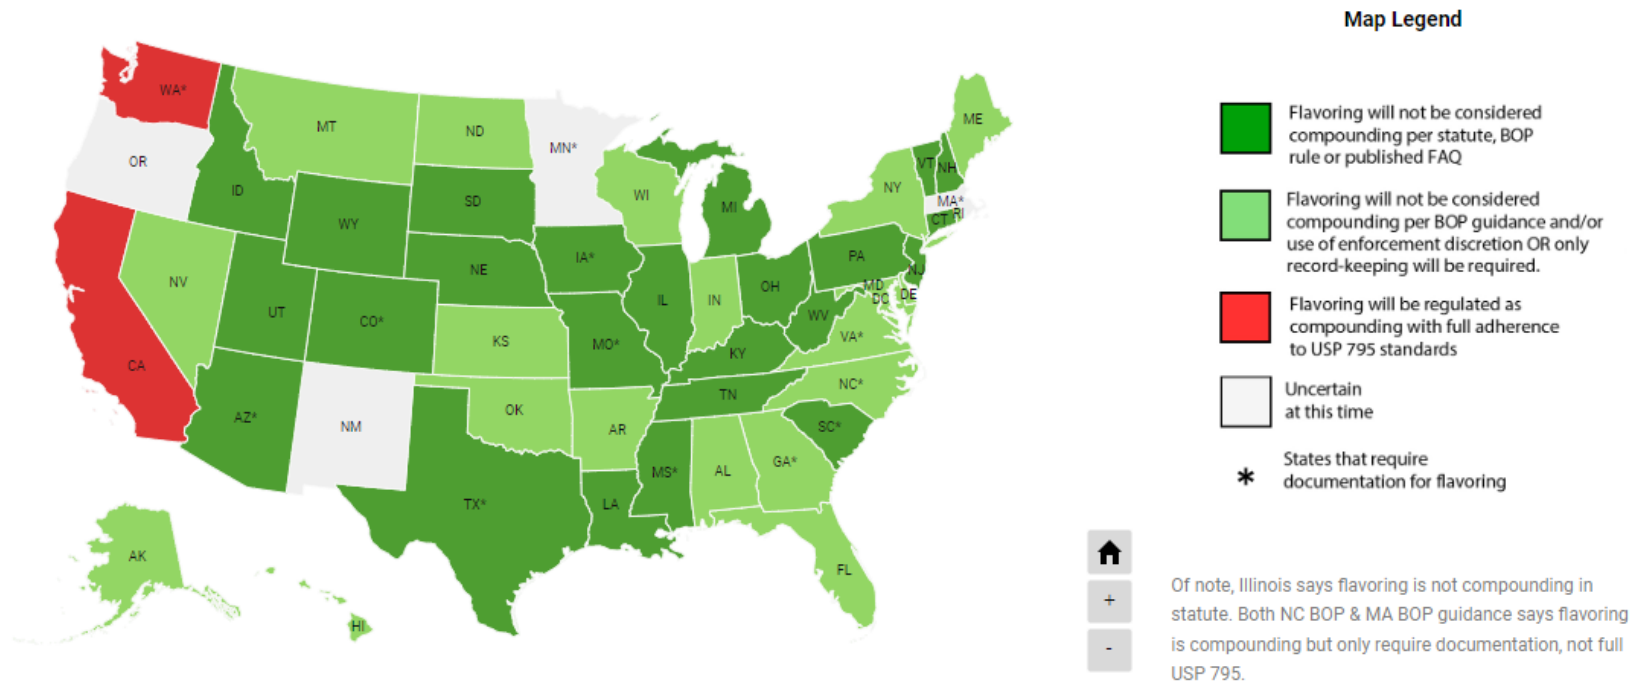 Map Legend
WA*
OR
CA
NV
ID
MT
WY
UT
CO*
AZ*
NM
ND
SD
NE
KS
OK
TX*
MN*
IA*
MO*
AR
LA
WI
IL
MI
IN
OH
KY
TN
MS*
AL
GA*
FL
SC*
NC*
VA*
WV
PA
NY
VT
NH
ME
MA*
RI
CT
NJ
MD
DC
DE
AK
HI
Flavoring will not be considered
compounding per statute, BOP
rule or published FAQ
Flavoring will not be considered
compounding per BOP guidance and/or
use of enforcement discretion OR only
record-keeping will be required.
Flavoring will be regulated as
compounding with full adherence
to USP 795 standards
Uncertain
at this time
* States that require
documentation for flavoring
+
-
Of note, Illinois says flavoring is not compounding in
statute. Both NC BOP & MA BOP guidance says flavoring
is compounding but only require documentation, not full
USP 795.